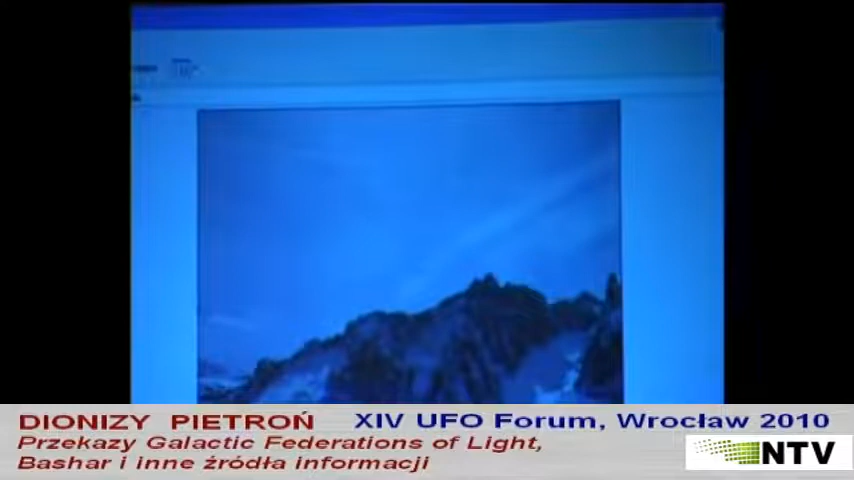 DIONIZY PIETROŃ
XIV UFO Forum, Wrocław 2010
Przekazy Galactic Federations of Light,
Bashar i inne źródła informacji
NTV